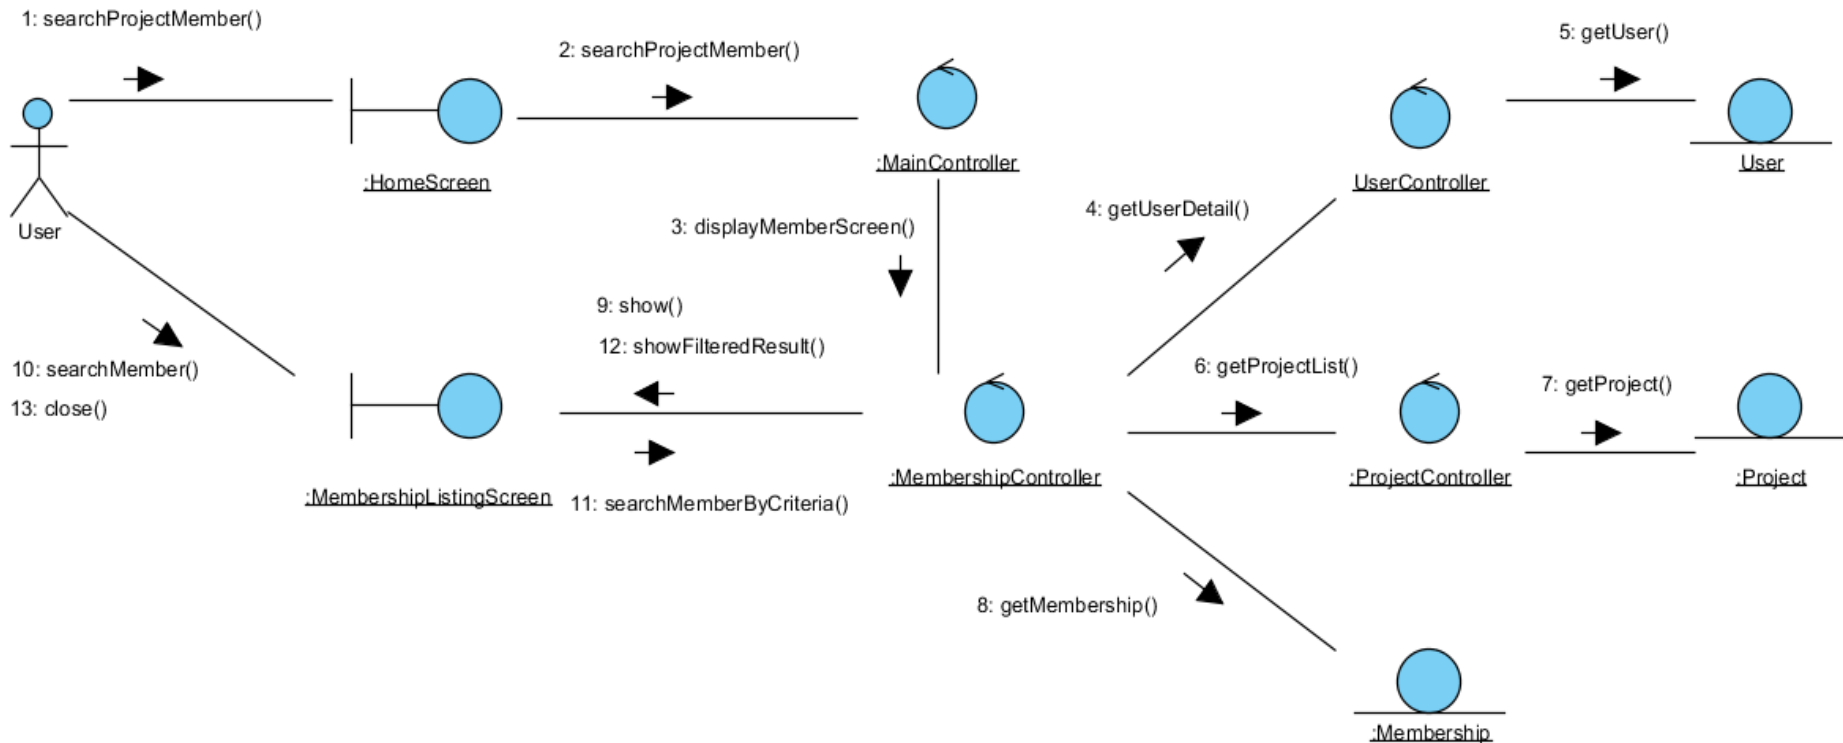 1: searchProjectMember()
2: searchProjectMember()
5: getUser()
:HomeScreen
:MainController
UserController
User
User
3: displayMemberScreen()
4: getUserDetail()
9: show()
12: showFilteredResult()
10: searchMember()
13: close()
6: getProjectList()
7: getProject()
:MembershipListingScreen
11: searchMemberByCriteria()
:MembershipController
:ProjectController
:Project
8: getMembership()
:Membership